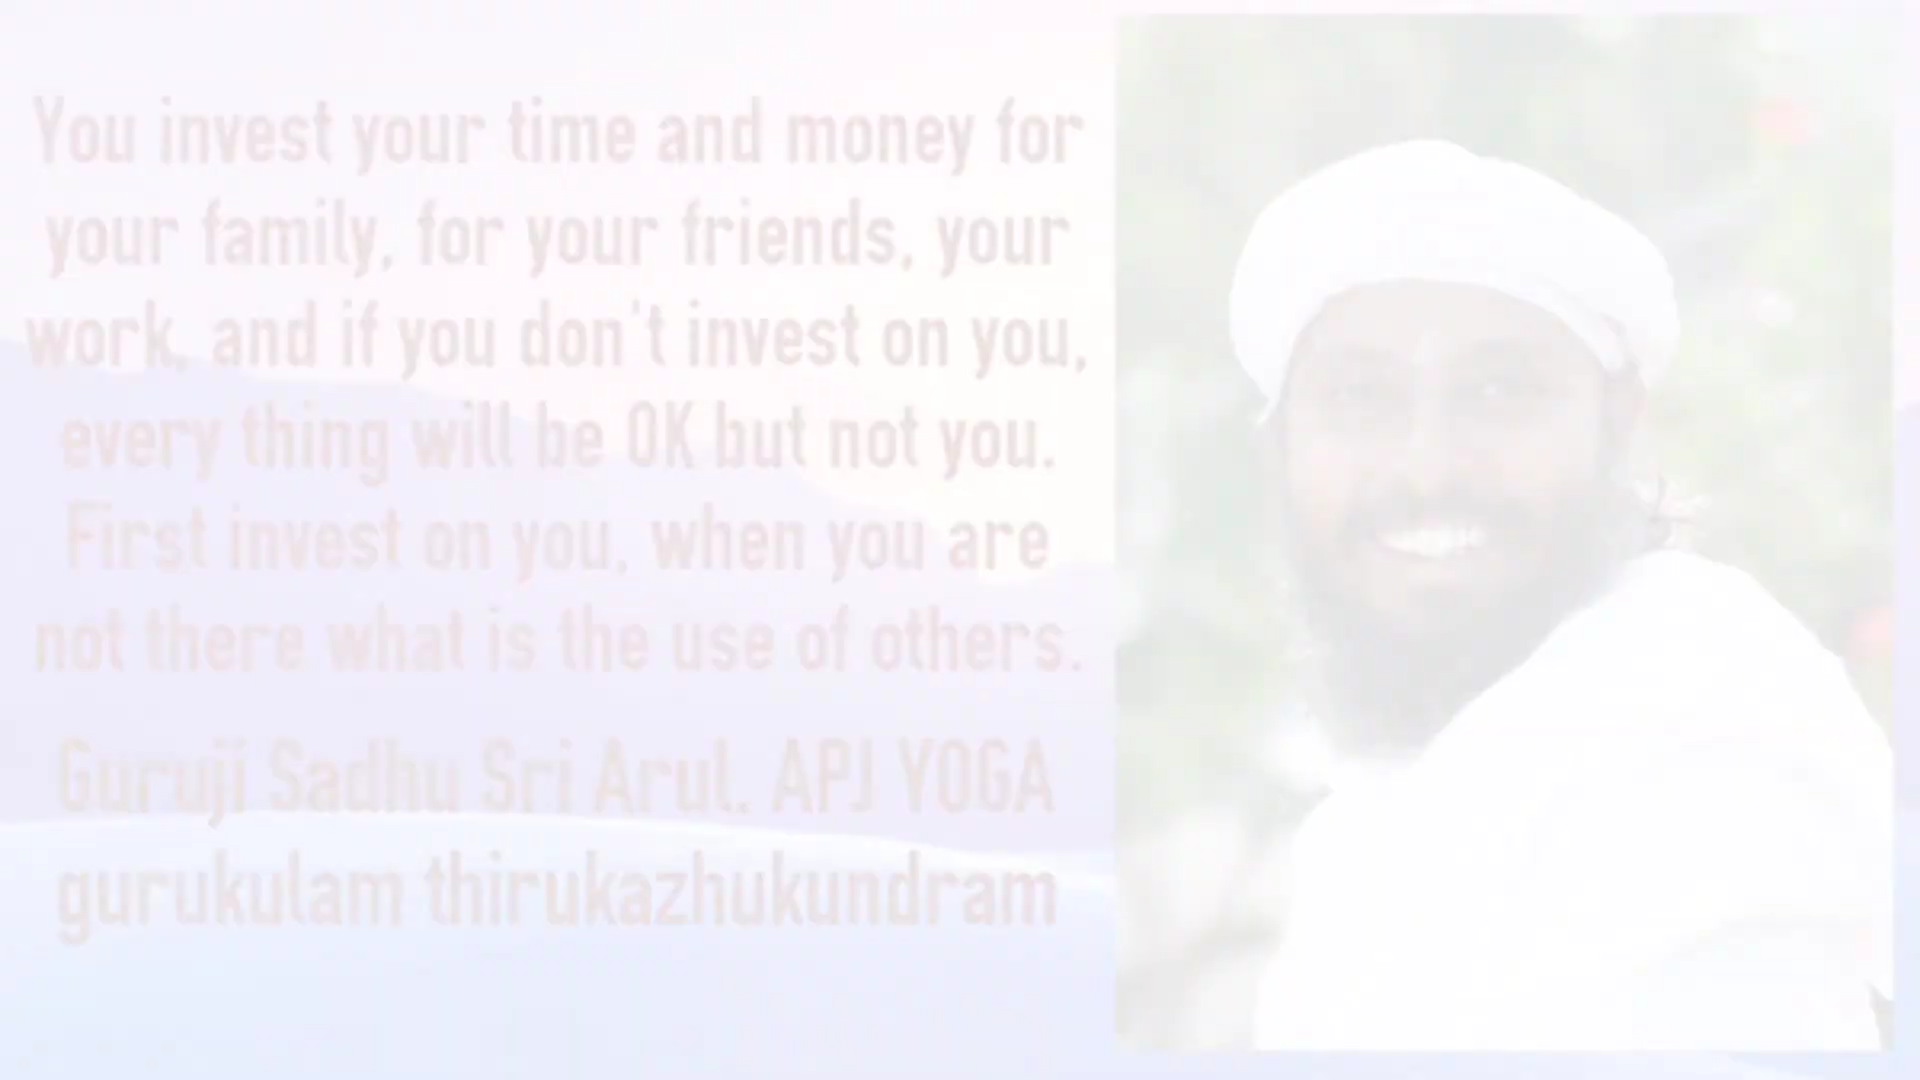 You invest your time and money for
your family, for your friends, your
work, and if you don't invest on you,
every thing will be OK but not you.
First invest on you, when you are
not there what is the use of others.
Guruji Sadhu Sri Arul, APJ YOGA
gurukulam thirukazhukundram